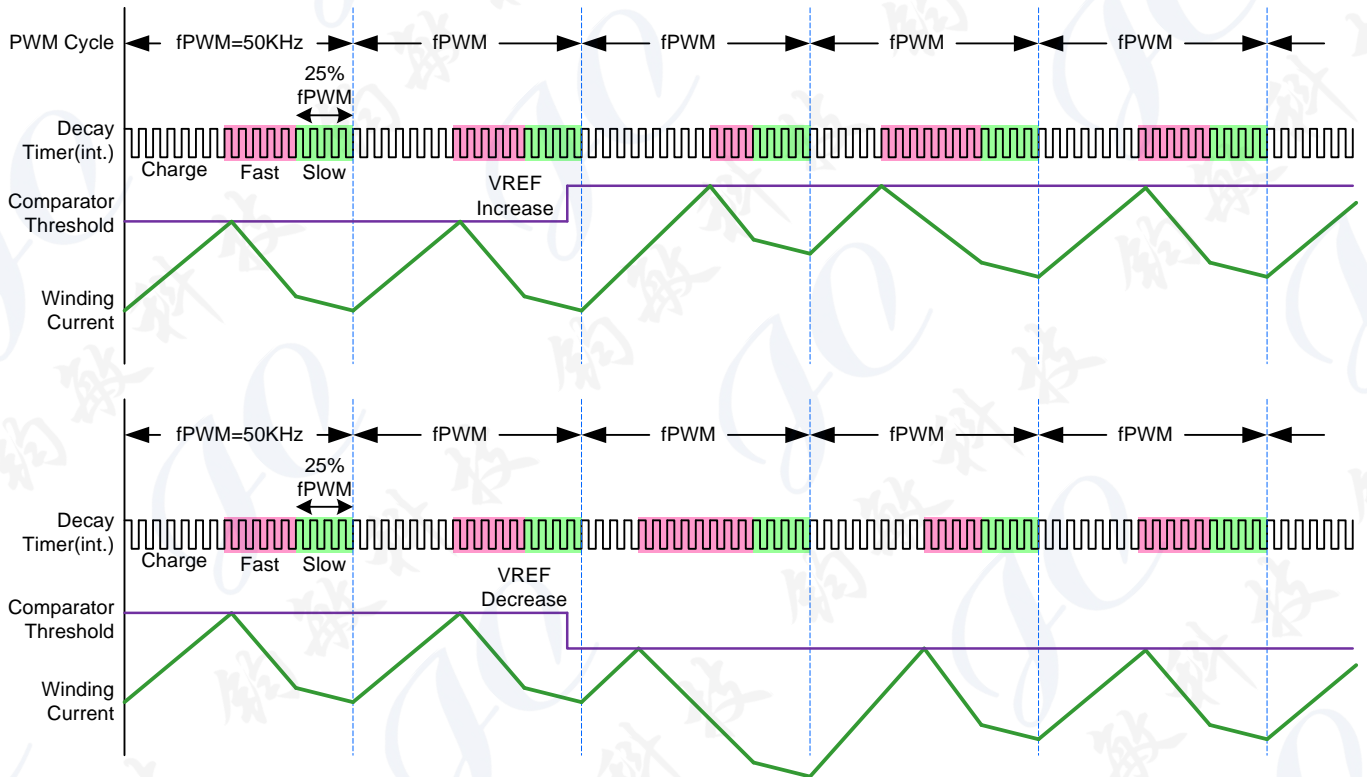 PWM Cycle
fPWM=50KHz
fPWM
fPWM
fPWM
fPWM
25%
fPWM
Decay
Timer(int.)
Charge
Fast
Slow
Comparator
Threshold
VREF
Increase
Winding
Current
fPWM=50KHz
fPWM
fPWM
fPWM
fPWM
25%
fPWM
Decay
Timer(int.)
Charge
Fast
Slow
Comparator
Threshold
VREF
Decrease
Winding
Current